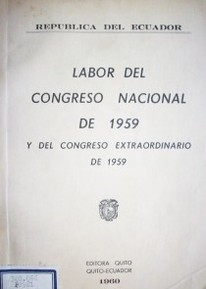 REPUBLICA DEL ECUADOR
LABOR DEL
CONGRESO NACIONAL
DE 1959
Y DEL CONGRESO EXTRAORDINARIO
DE 1959
EDITORA QUITO
QUITO-ECUADOR
1960